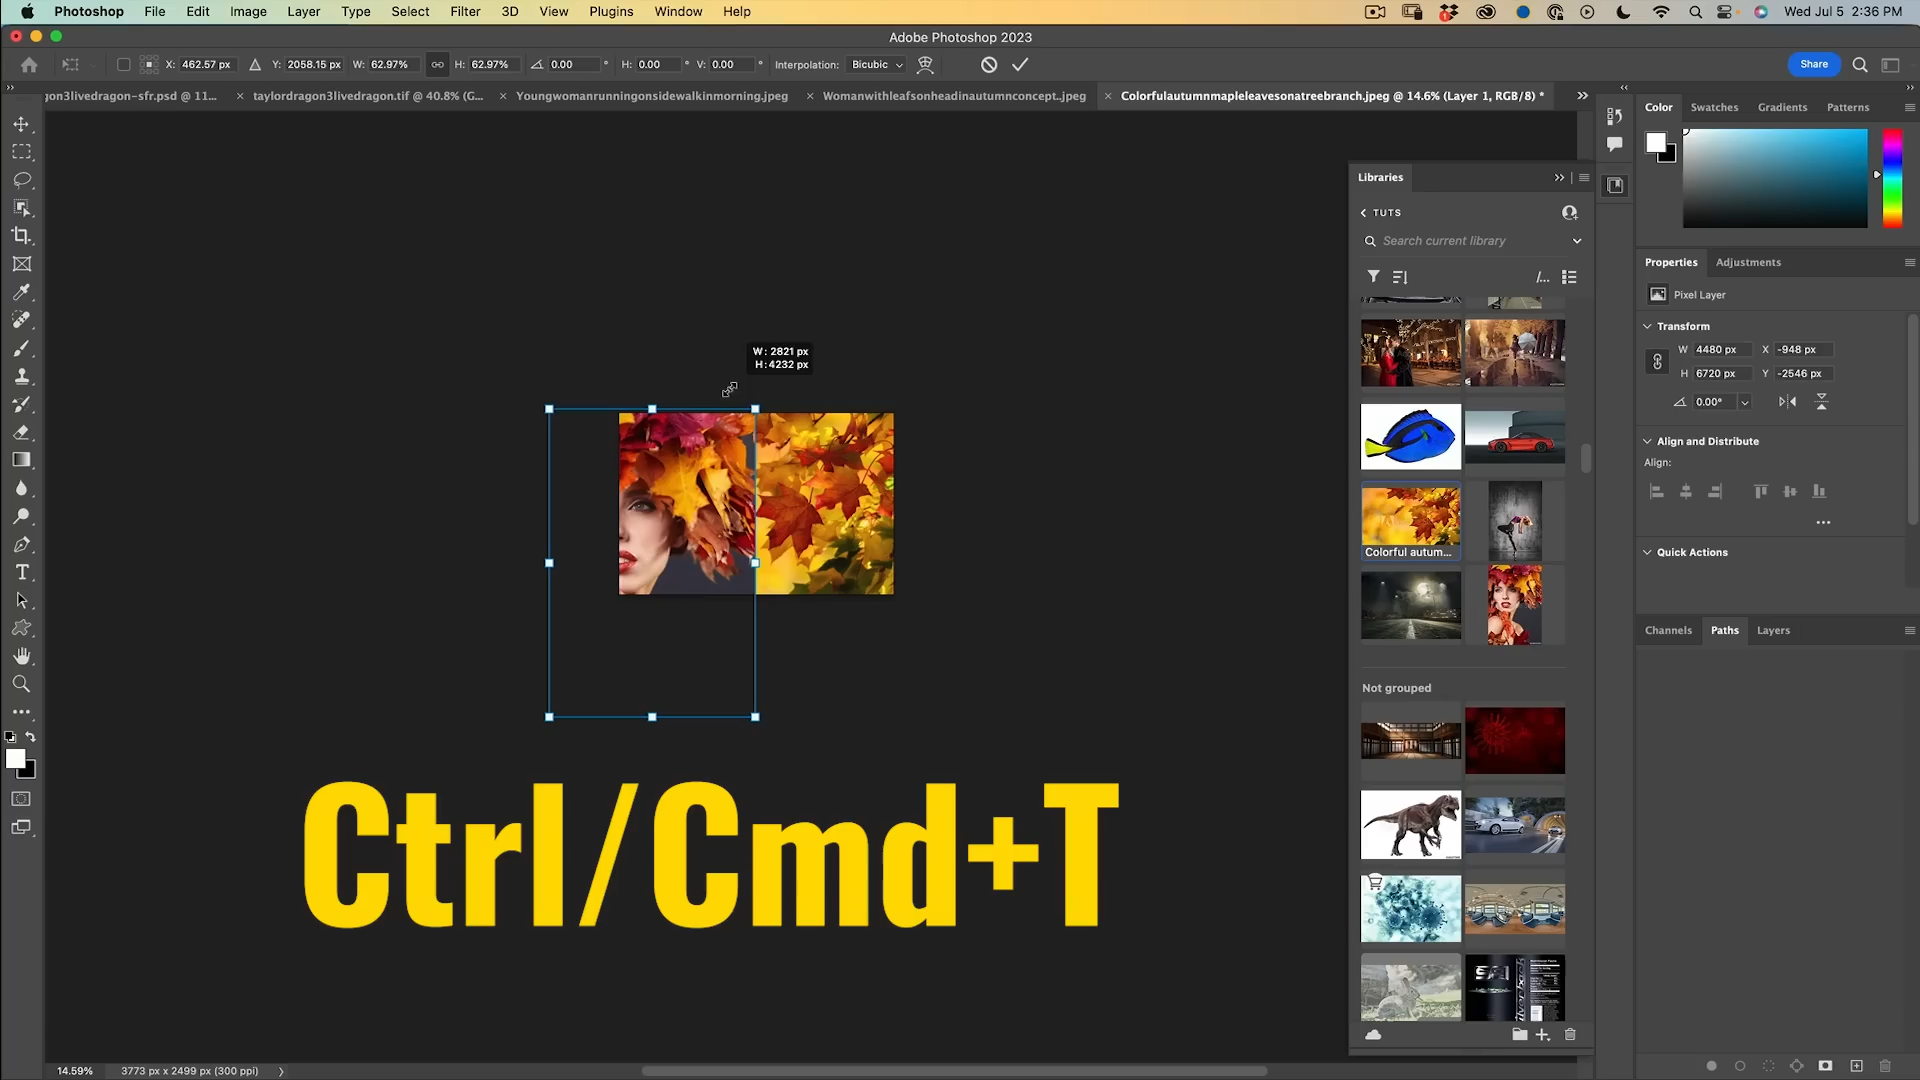 Photoshop File Edit Image Layer Type Select Filter 3D View Plugins Window Help Wed Jul 5 2:36 PM
Adobe Photoshop 2023
X: 462.57 px Y: 2058.15 px W: 62.97% H: 62.97% 0.00 ° H: 0.00 ° V: 0.00 ° Interpolation: Bicubic Share
gon3livedragon-sfr.psd @ 11... × taylordragon3livedragon.tif @ 40.8% (G... × Youngwomanrunningonsidewalkinmorning.jpeg × Womanwithleafsonheadinautumnconcept..jpeg × Colorfulautumnmapleleavesonatreebranch.jpeg @ 14.6% (Layer 1, RGB/8) *
Color Swatches Gradients Patterns
Libraries
TUTS
Search current library
Properties Adjustments
Pixel Layer
Transform
W 4480 px X -948 px
H 6720 px Y -2546 px
0.00°
Align and Distribute
Align:
W: 2821 px
H: 4232 px
Colorful autum...
Quick Actions
Channels Paths Layers
Not grouped
Ctrl/Cmd+T
14.59% 3773 px x 2499 px (300 ppi)